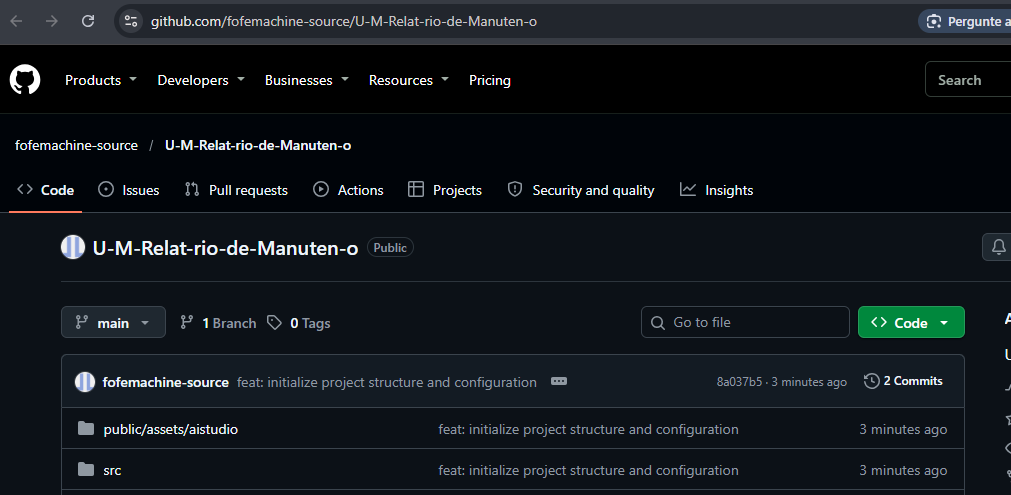 github.com/fofemachine-source/U-M-Relat-rio-de-Manuten-o
Pergunte a
Products Developers Businesses Resources Pricing
Search
fofemachine-source / U-M-Relat-rio-de-Manuten-o
Code Issues Pull requests Actions Projects Security and quality Insights
U-M-Relat-rio-de-Manuten-o Public
main 1 Branch 0 Tags
Go to file
Code
fofemachine-source feat: initialize project structure and configuration 8a037b5 · 3 minutes ago 2 Commits
public/assets/aistudio feat: initialize project structure and configuration 3 minutes ago
src feat: initialize project structure and configuration 3 minutes ago